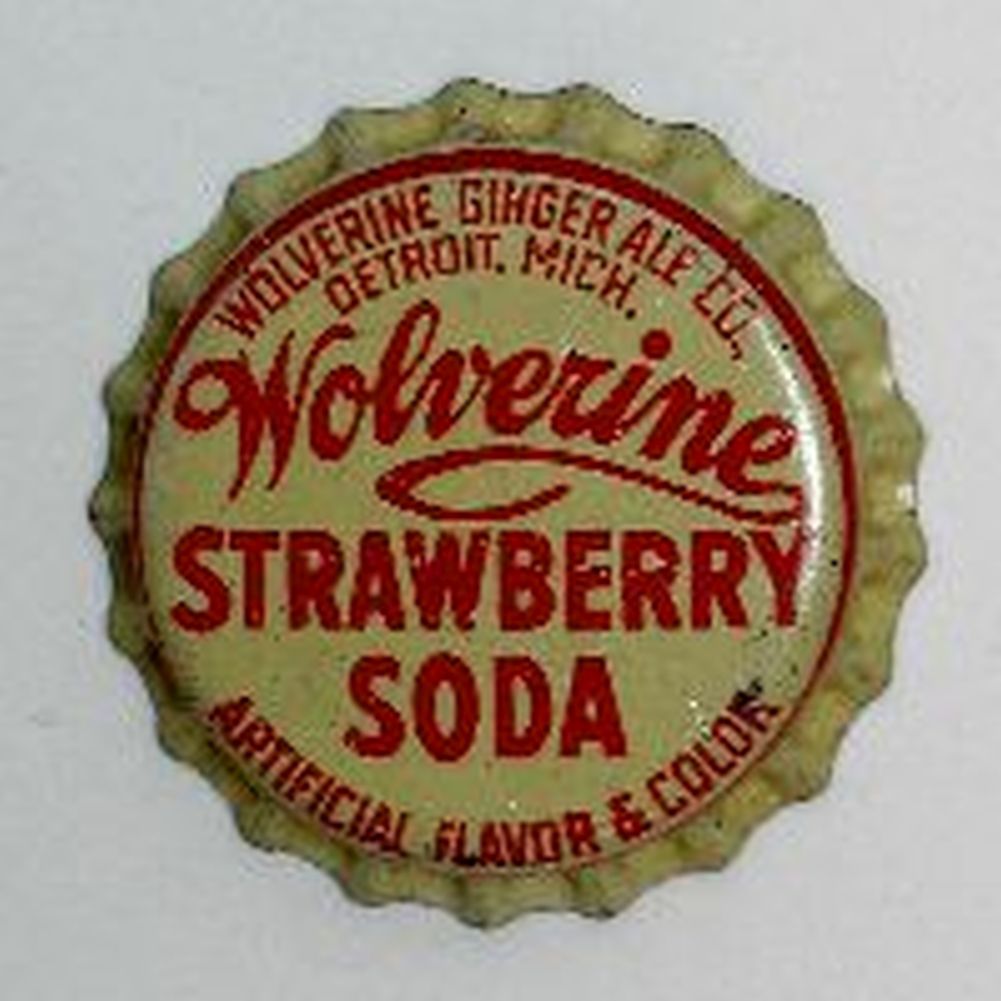 WOLVERINE GINGER ALE CO.,
DETROIT. MICH.
Wolverine
STRAWBERRY
SODA
ARTIFICIAL FLAVOR & COLOR